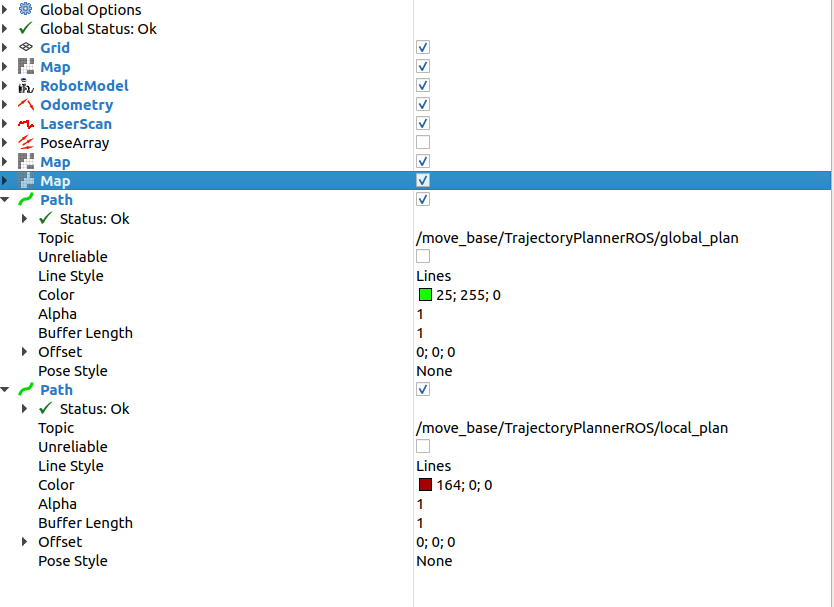 Global Options
Global Status: Ok
Grid
Map
RobotModel
Odometry
LaserScan
PoseArray
Map
Map
Path
Status: Ok
Topic /move_base/TrajectoryPlannerROS/global_plan
Unreliable
Line Style Lines
Color 25; 255; 0
Alpha 1
Buffer Length 1
Offset 0; 0; 0
Pose Style None
Path
Status: Ok
Topic /move_base/TrajectoryPlannerROS/local_plan
Unreliable
Line Style Lines
Color 164; 0; 0
Alpha 1
Buffer Length 1
Offset 0; 0; 0
Pose Style None